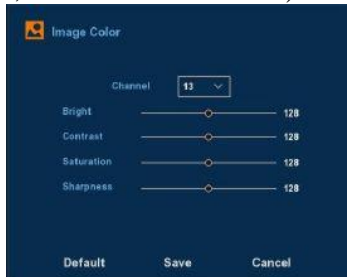 Image Color
Channel 13
Bright 128
Contrast 128
Saturation 128
Sharpness 128
Default Save Cancel